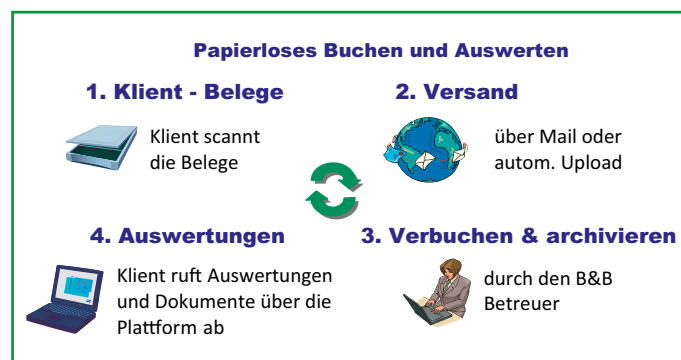 Papierloses Buchen und Auswerten
1. Klient - Belege
Klient scannt
die Belege
2. Versand
über Mail oder
autom. Upload
3. Verbuchen & archivieren
durch den B&B
Betreuer
4. Auswertungen
Klient ruft Auswertungen
und Dokumente über die
Plattform ab